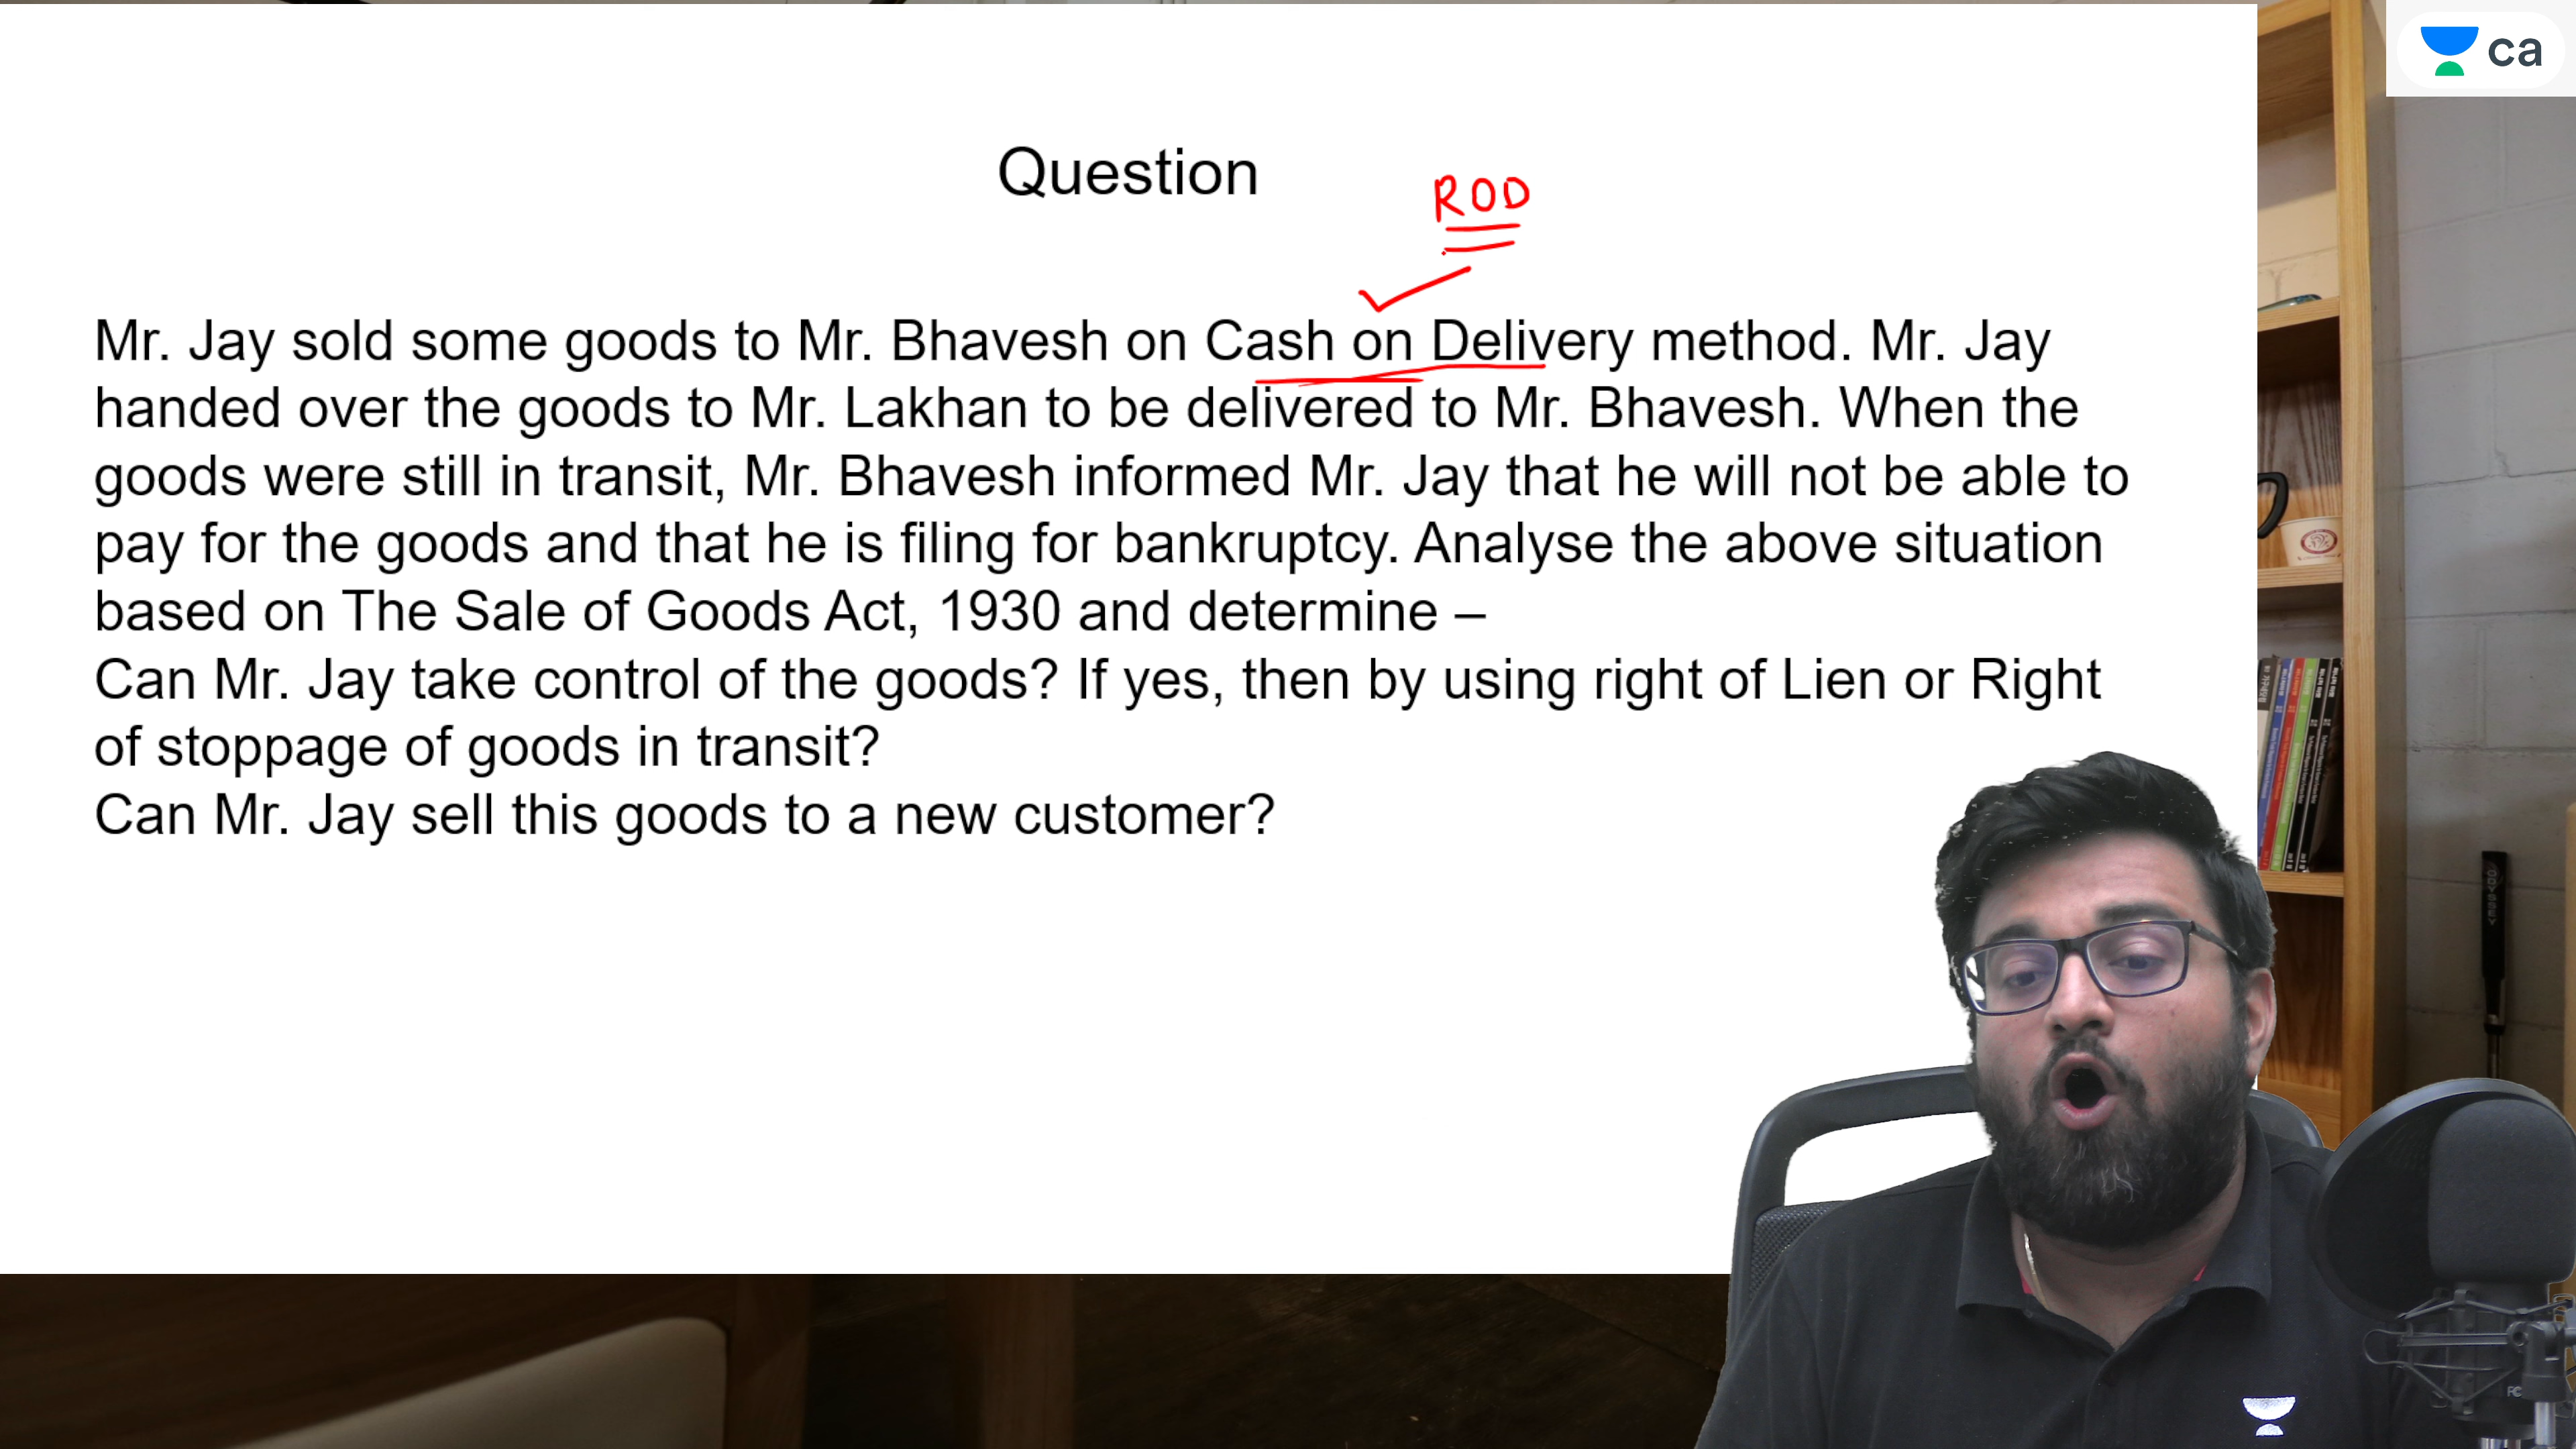 ca
Question
ROD
Mr. Jay sold some goods to Mr. Bhavesh on Cash on Delivery method. Mr. Jay
handed over the goods to Mr. Lakhan to be delivered to Mr. Bhavesh. When the
goods were still in transit, Mr. Bhavesh informed Mr. Jay that he will not be able to
pay for the goods and that he is filing for bankruptcy. Analyse the above situation
based on The Sale of Goods Act, 1930 and determine –
Can Mr. Jay take control of the goods? If yes, then by using right of Lien or Right
of stoppage of goods in transit?
Can Mr. Jay sell this goods to a new customer?
ODYSSEY